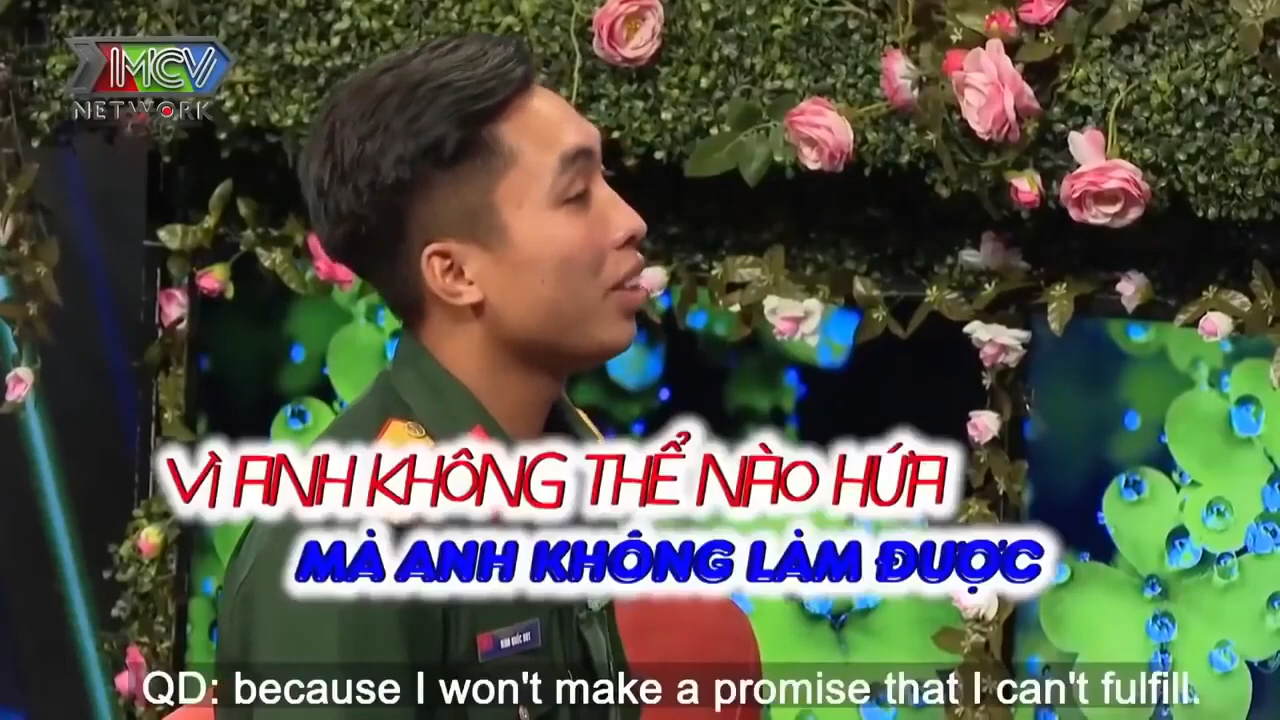 MCV
NETWORK
VÌ ANH KHÔNG THỂ NÀO HỨA
MÀ ANH KHÔNG LÀM ĐƯỢC
QD: because I won't make a promise that I can't fulfill.